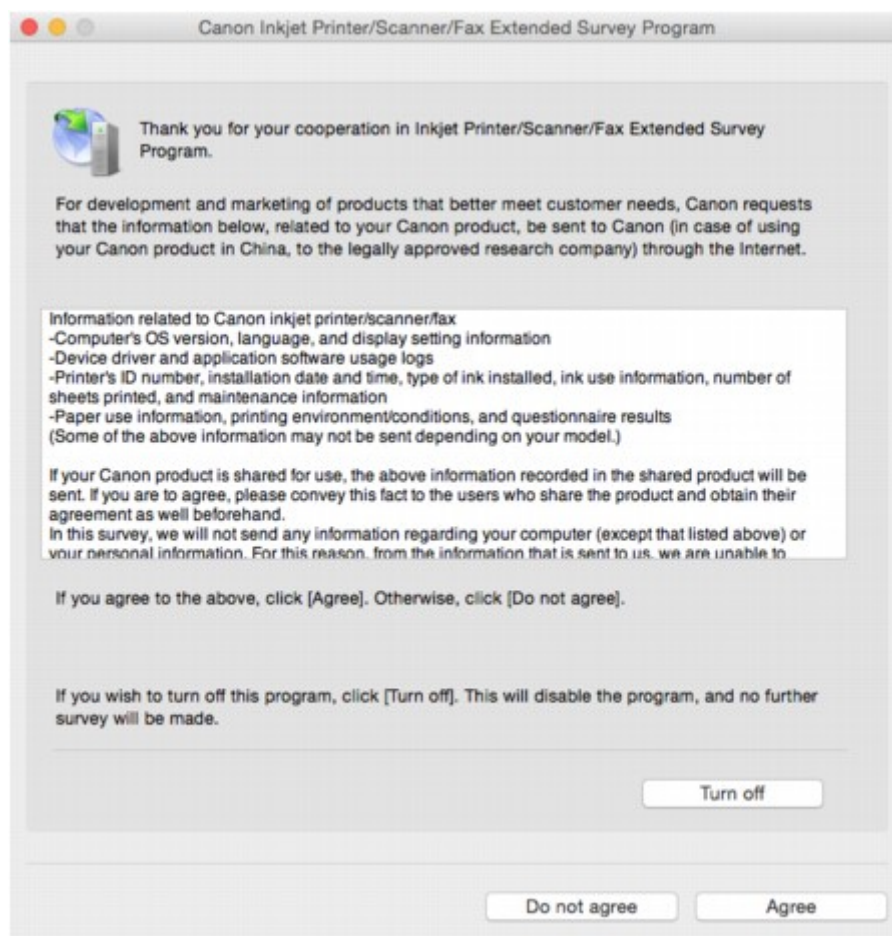 Canon Inkjet Printer/Scanner/Fax Extended Survey Program
Thank you for your cooperation in Inkjet Printer/Scanner/Fax Extended Survey
Program.
For development and marketing of products that better meet customer needs, Canon requests
that the information below, related to your Canon product, be sent to Canon (in case of using
your Canon product in China, to the legally approved research company) through the Internet.
Information related to Canon inkjet printer/scanner/fax
-Computer's OS version, language, and display setting information
-Device driver and application software usage logs
-Printer's ID number, installation date and time, type of ink installed, ink use information, number of
sheets printed, and maintenance information
-Paper use information, printing environment/conditions, and questionnaire results
(Some of the above information may not be sent depending on your model.)
If your Canon product is shared for use, the above information recorded in the shared product will be
sent. If you are to agree, please convey this fact to the users who share the product and obtain their
agreement as well beforehand.
In this survey, we will not send any information regarding your computer (except that listed above) or
your personal information. For this reason, from the information that is sent to us, we are unable to
If you agree to the above, click [Agree]. Otherwise, click [Do not agree].
If you wish to turn off this program, click [Turn off]. This will disable the program, and no further
survey will be made.
Turn off
Do not agree
Agree